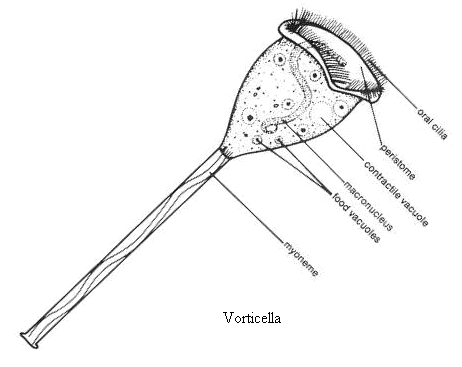 oral cilia
peristome
contractile vacuole
macronucleus
food vacuoles
myoneme
Vorticella